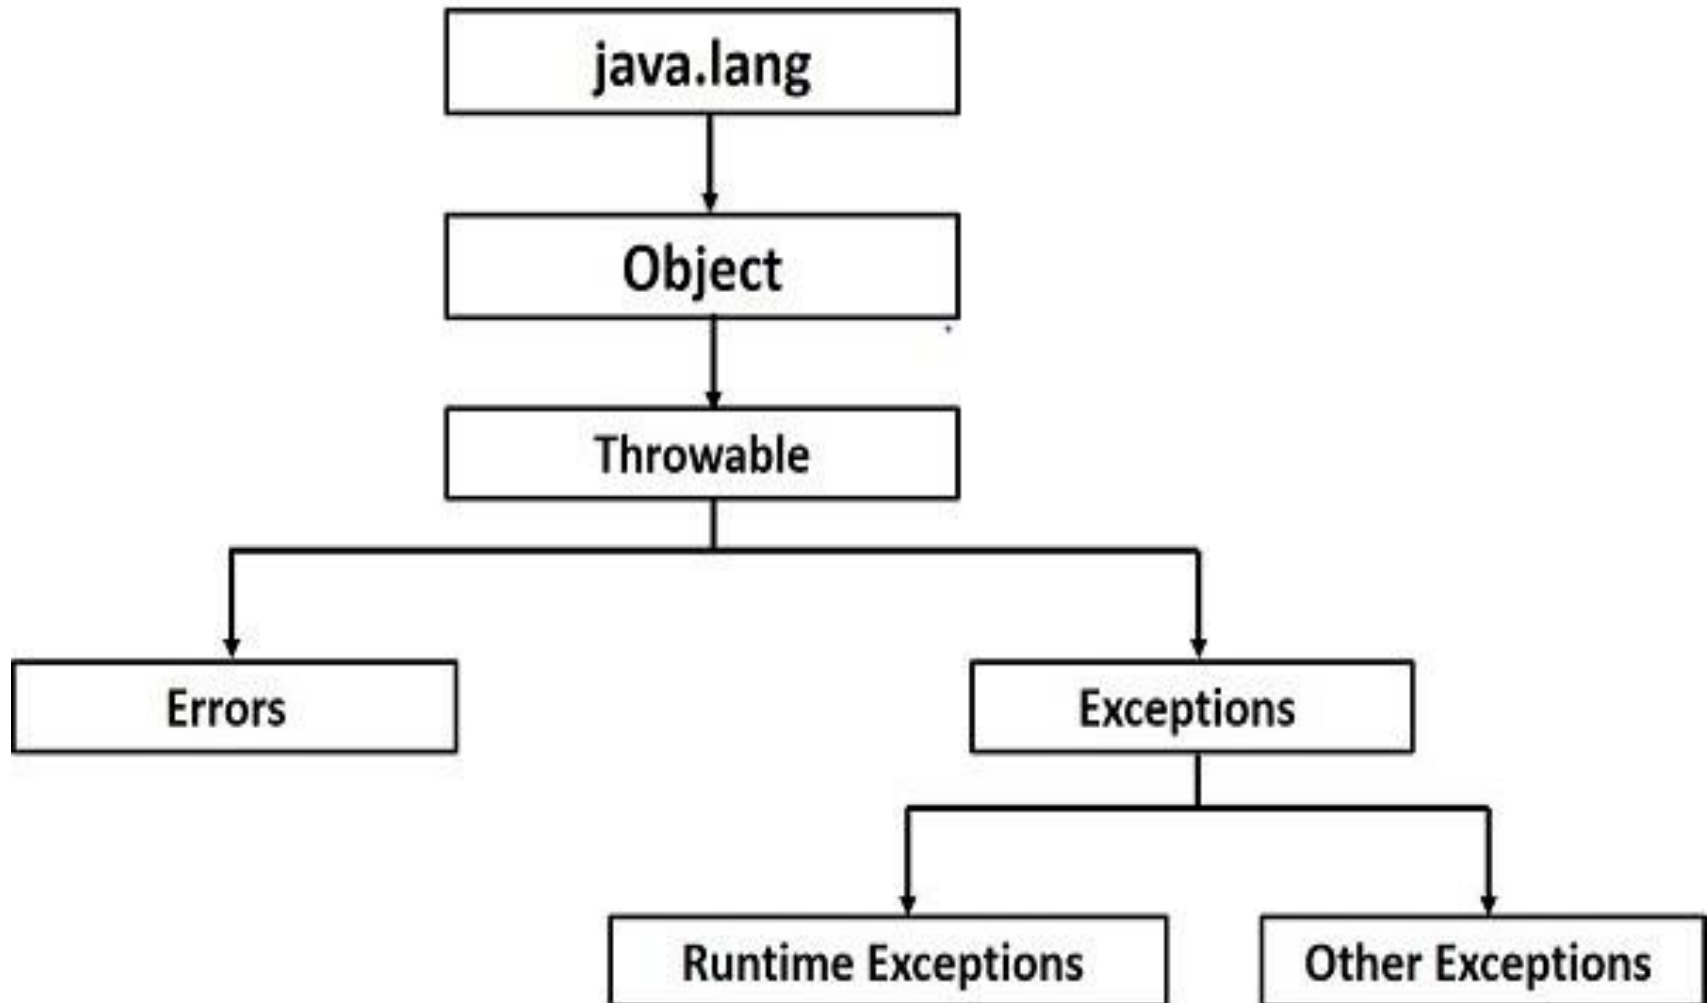 java.lang
Object
Throwable
Errors
Exceptions
Runtime Exceptions
Other Exceptions